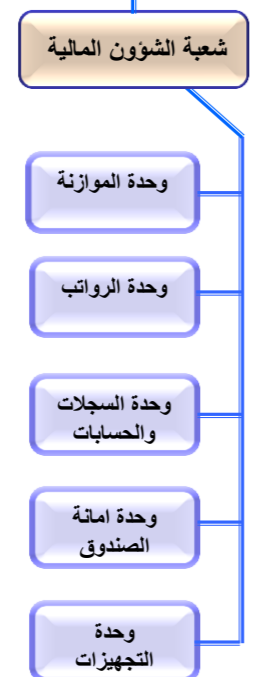 شعبة الشؤون المالية
وحدة الموازنة
وحدة الرواتب
وحدة السجلات
والحسابات
وحدة امانة
الصندوق
وحدة
التجهيزات